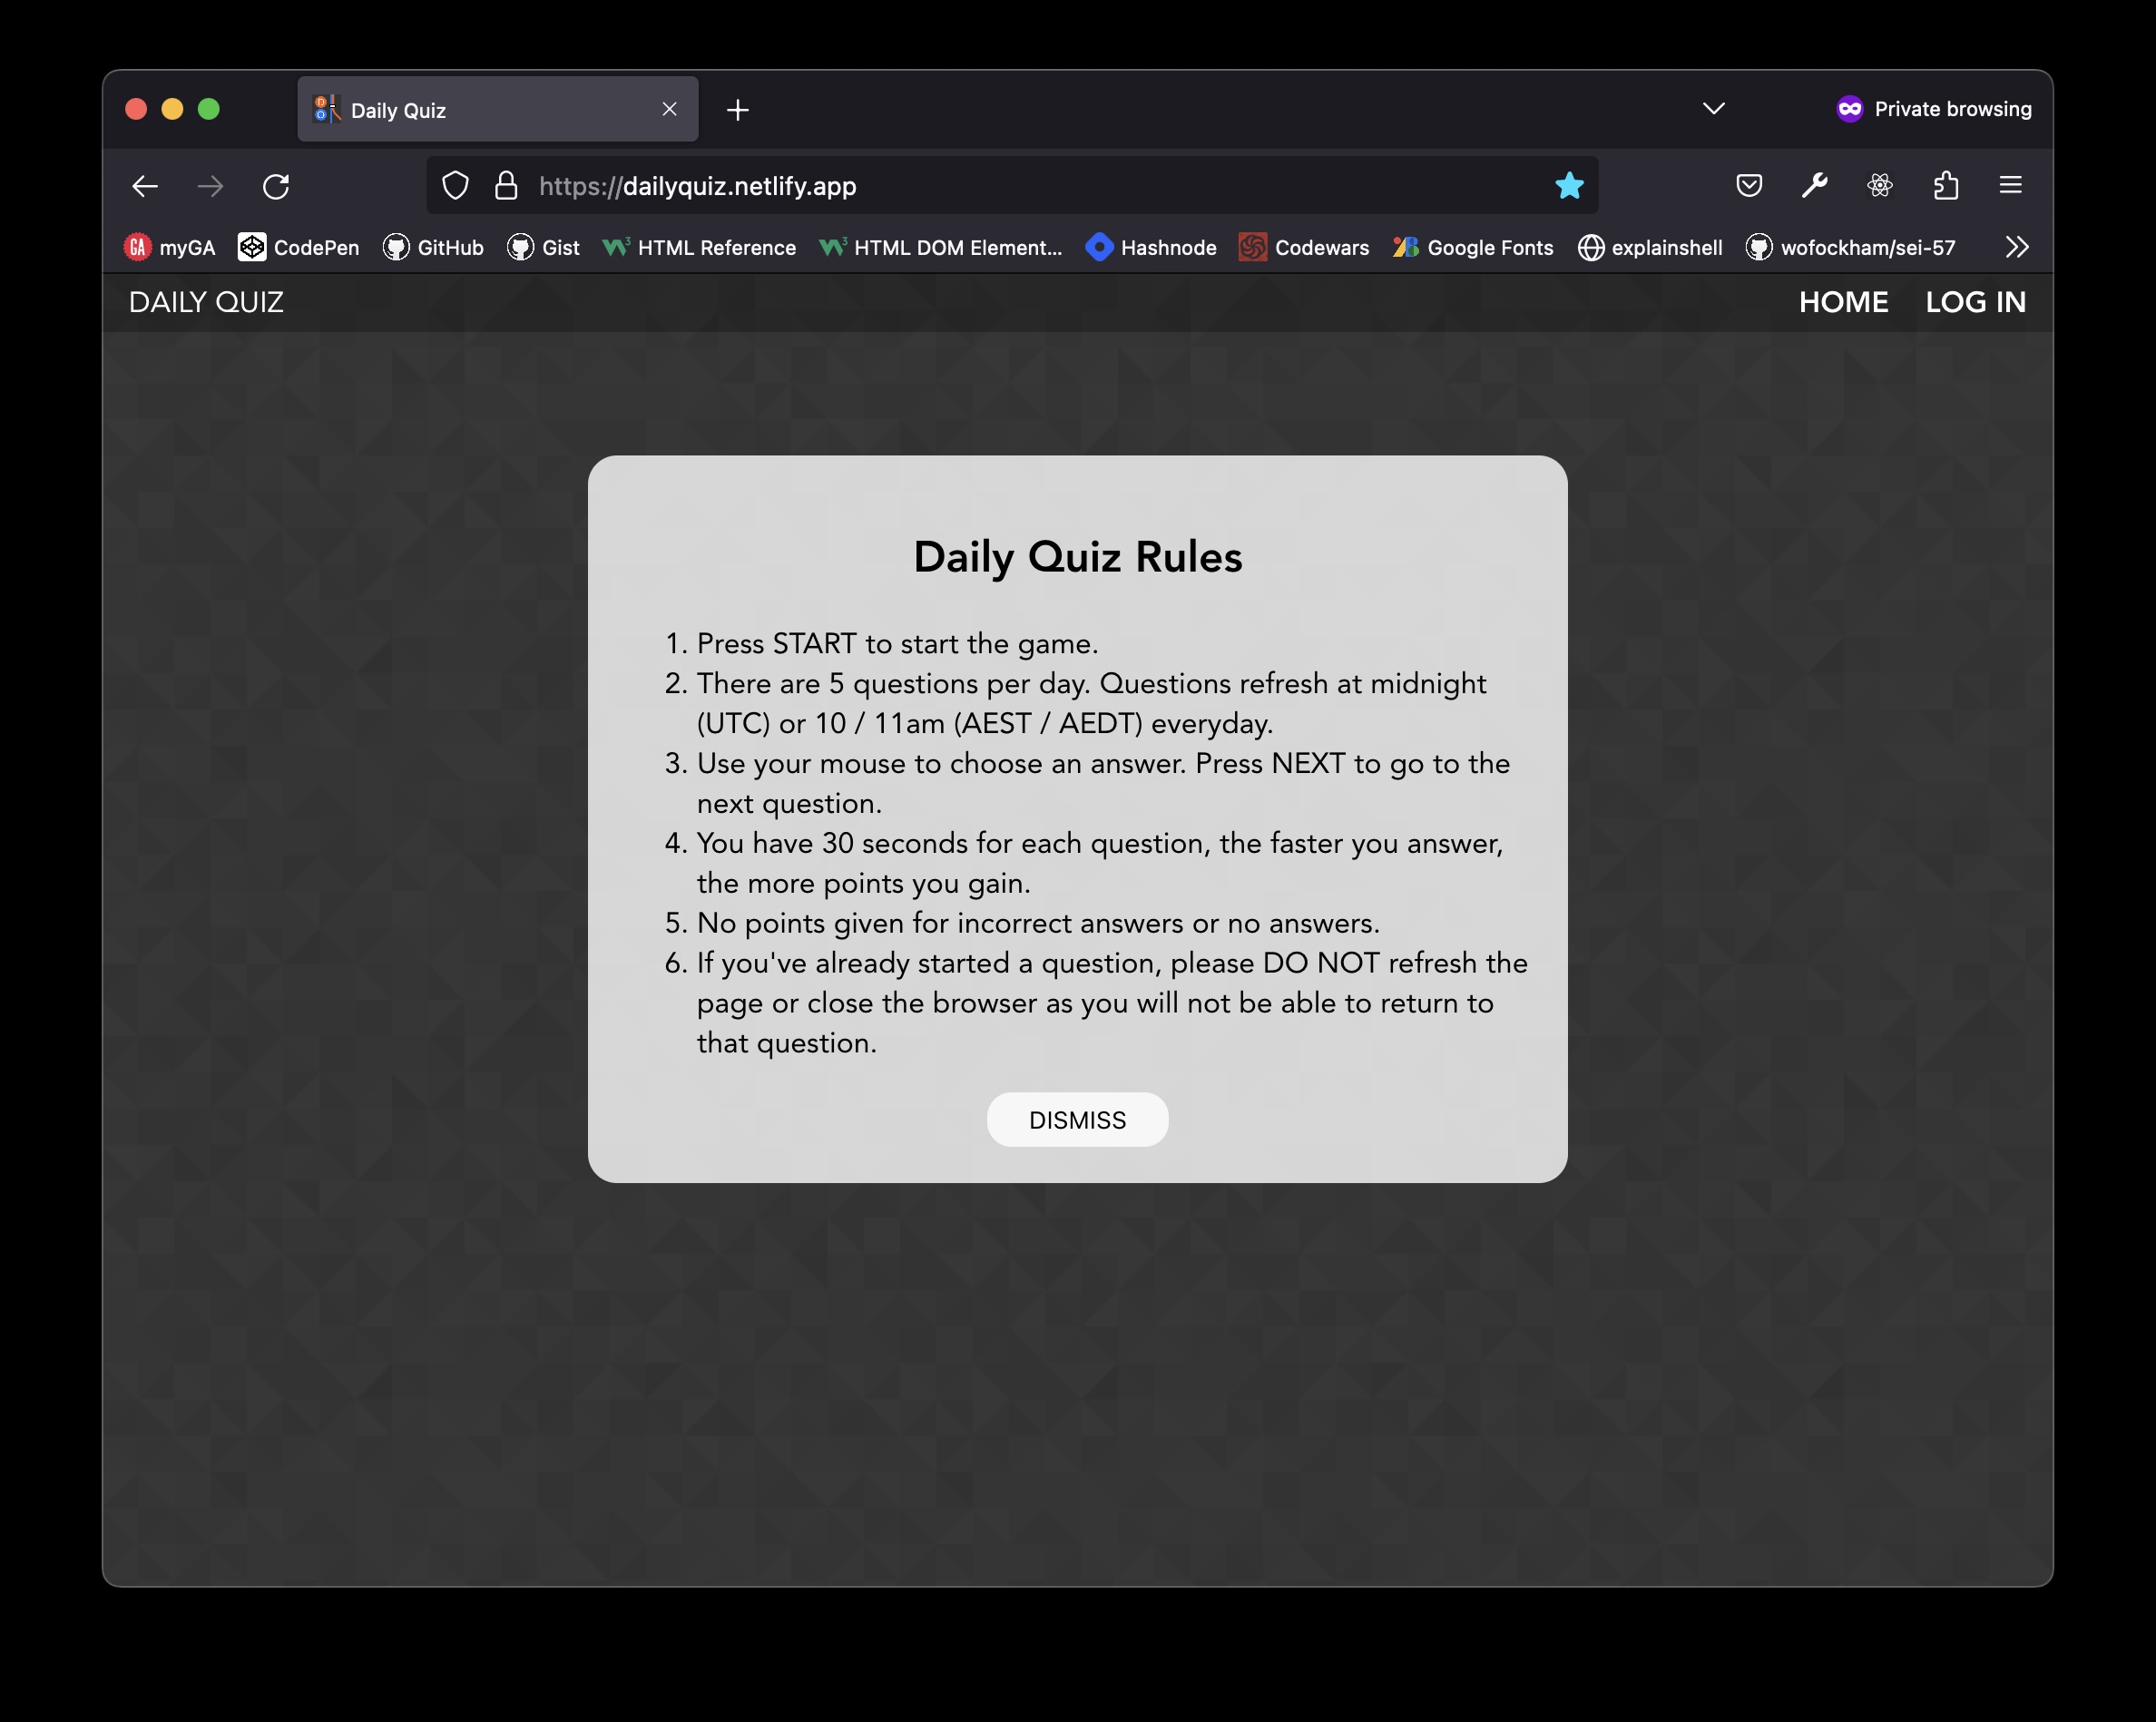 Daily Quiz
Private browsing
https://dailyquiz.netlify.app
GA myGA CodePen GitHub Gist W3 HTML Reference W3 HTML DOM Element... Hashnode Codewars Google Fonts explainshell wofockham/sei-57
DAILY QUIZ HOME LOG IN
Daily Quiz Rules
1. Press START to start the game.
2. There are 5 questions per day. Questions refresh at midnight
(UTC) or 10 / 11am (AEST / AEDT) everyday.
3. Use your mouse to choose an answer. Press NEXT to go to the
next question.
4. You have 30 seconds for each question, the faster you answer,
the more points you gain.
5. No points given for incorrect answers or no answers.
6. If you've already started a question, please DO NOT refresh the
page or close the browser as you will not be able to return to
that question.
DISMISS